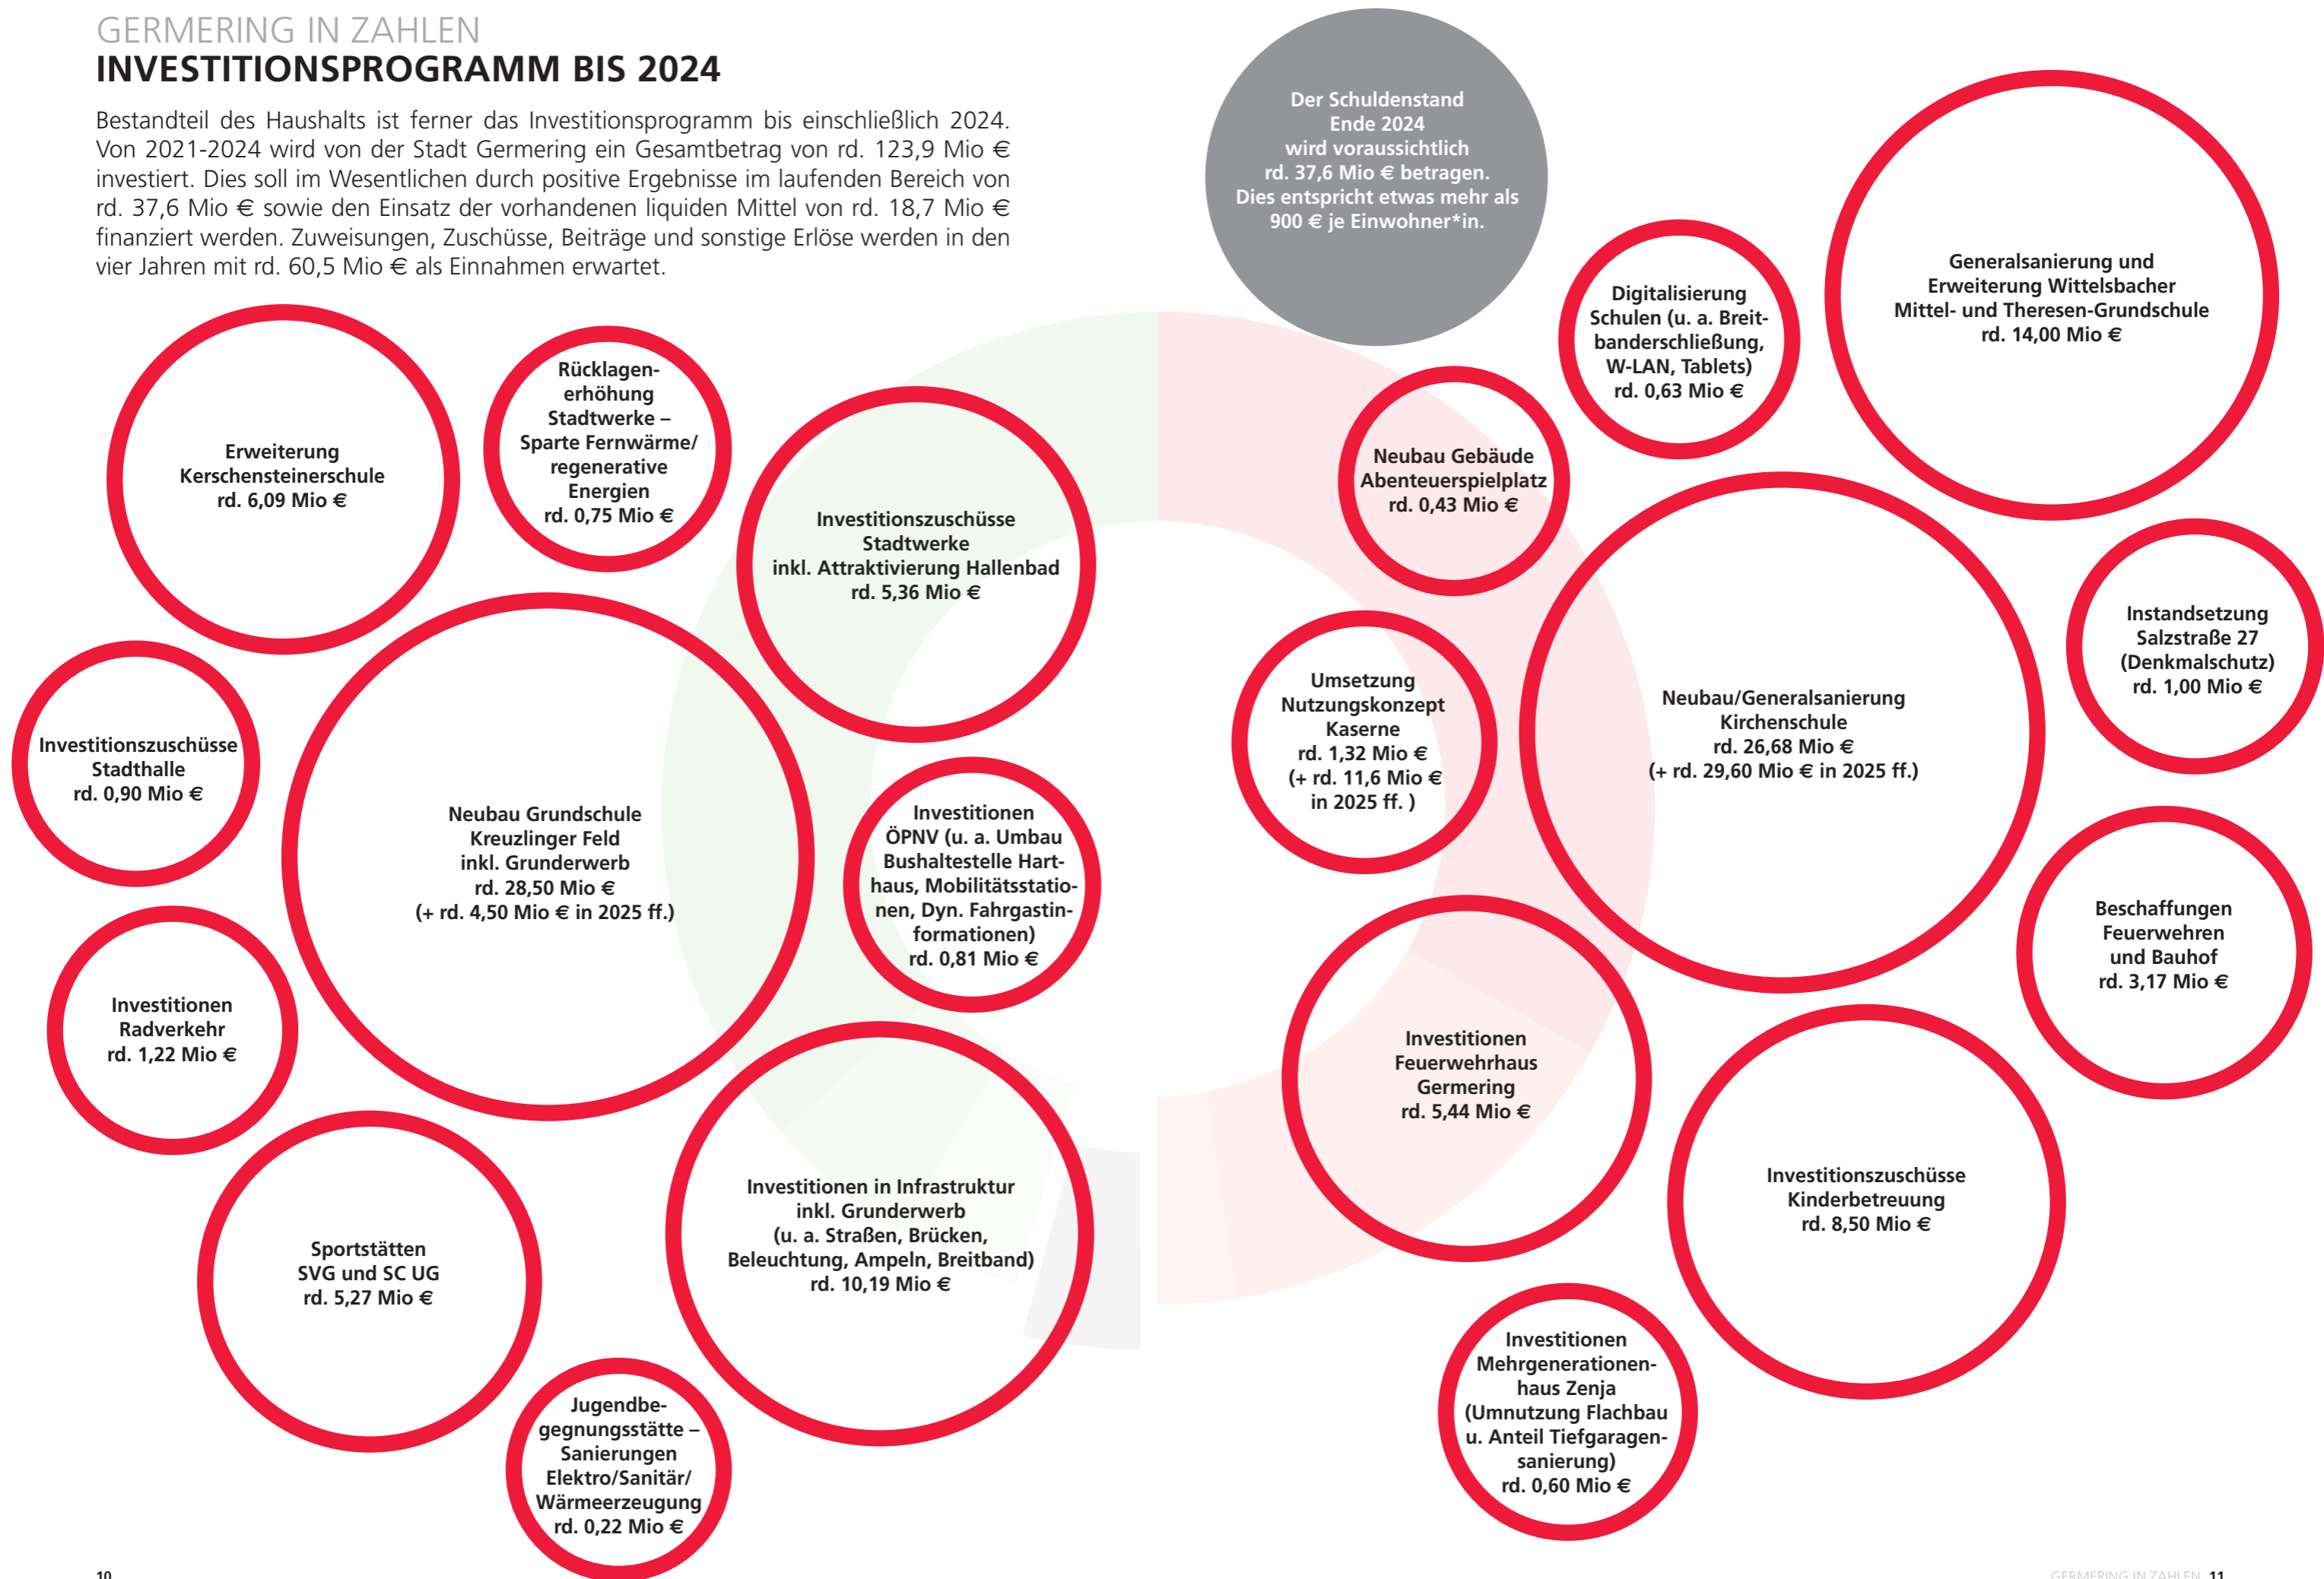 GERMERING IN ZAHLEN
INVESTITIONSPROGRAMM BIS 2024
Bestandteil des Haushalts ist ferner das Investitionsprogramm bis einschließlich 2024.
Von 2021-2024 wird von der Stadt Germering ein Gesamtbetrag von rd. 123,9 Mio €
investiert. Dies soll im Wesentlichen durch positive Ergebnisse im laufenden Bereich von
rd. 37,6 Mio € sowie den Einsatz der vorhandenen liquiden Mittel von rd. 18,7 Mio €
finanziert werden. Zuweisungen, Zuschüsse, Beiträge und sonstige Erlöse werden in den
vier Jahren mit rd. 60,5 Mio € als Einnahmen erwartet.
Erweiterung
Kerschensteinerschule
rd. 6,09 Mio €
Rücklagen-
erhöhung
Stadtwerke –
Sparte Fernwärme/
regenerative
Energien
rd. 0,75 Mio €
Investitionszuschüsse
Stadtwerke
inkl. Attraktivierung Hallenbad
rd. 5,36 Mio €
Investitionszuschüsse
Stadthalle
rd. 0,90 Mio €
Neubau Grundschule
Kreuzlinger Feld
inkl. Grunderwerb
rd. 28,50 Mio €
(+ rd. 4,50 Mio € in 2025 ff.)
Investitionen
ÖPNV (u. a. Umbau
Bushaltestelle Hart-
haus, Mobilitätsstatio-
nen, Dyn. Fahrgastin-
formationen)
rd. 0,81 Mio €
Investitionen
Radverkehr
rd. 1,22 Mio €
Sportstätten
SVG und SC UG
rd. 5,27 Mio €
Investitionen in Infrastruktur
inkl. Grunderwerb
(u. a. Straßen, Brücken,
Beleuchtung, Ampeln, Breitband)
rd. 10,19 Mio €
Jugendbe-
gegnungsstätte –
Sanierungen
Elektro/Sanitär/
Wärmeerzeugung
rd. 0,22 Mio €
10
Der Schuldenstand
Ende 2024
wird voraussichtlich
rd. 37,6 Mio € betragen.
Dies entspricht etwas mehr als
900 € je Einwohner*in.
Digitalisierung
Schulen (u. a. Breit-
banderschließung,
W-LAN, Tablets)
rd. 0,63 Mio €
Generalsanierung und
Erweiterung Wittelsbacher
Mittel- und Theresen-Grundschule
rd. 14,00 Mio €
Neubau Gebäude
Abenteuerspielplatz
rd. 0,43 Mio €
Umsetzung
Nutzungskonzept
Kaserne
rd. 1,32 Mio €
(+ rd. 11,6 Mio €
in 2025 ff. )
Neubau/Generalsanierung
Kirchenschule
rd. 26,68 Mio €
(+ rd. 29,60 Mio € in 2025 ff.)
Instandsetzung
Salzstraße 27
(Denkmalschutz)
rd. 1,00 Mio €
Beschaffungen
Feuerwehren
und Bauhof
rd. 3,17 Mio €
Investitionen
Feuerwehrhaus
Germering
rd. 5,44 Mio €
Investitionszuschüsse
Kinderbetreuung
rd. 8,50 Mio €
Investitionen
Mehrgenerationen-
haus Zenja
(Umnutzung Flachbau
u. Anteil Tiefgaragen-
sanierung)
rd. 0,60 Mio €
GERMERING IN ZAHLEN 11